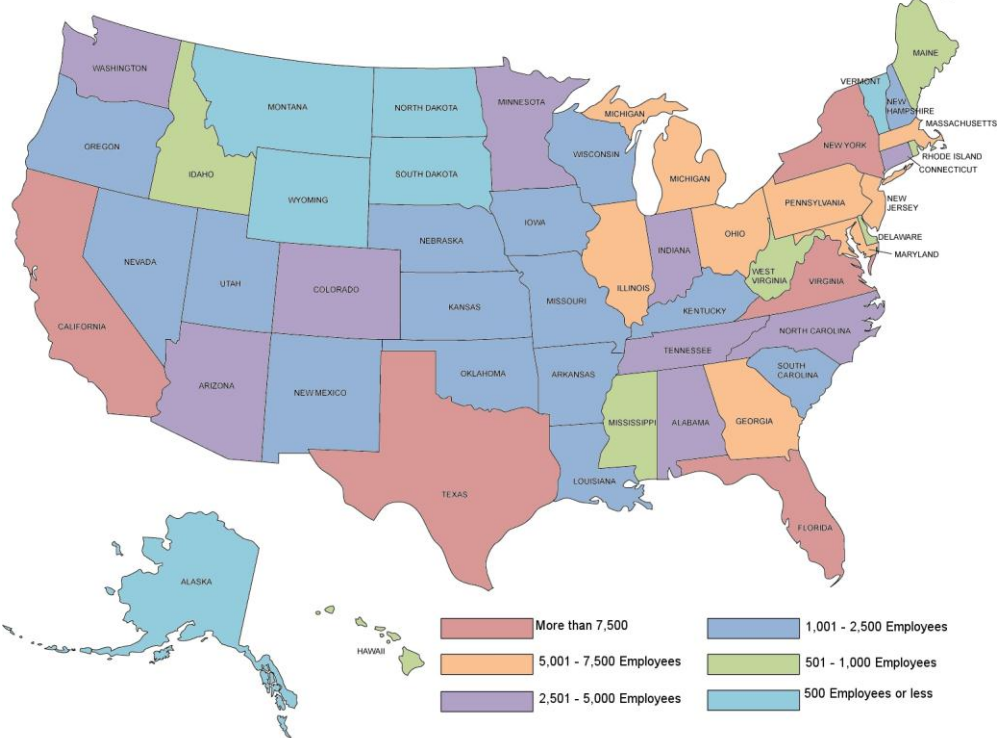 MAINE
VERMONT
NEW
HAMPSHIRE
WASHINGTON
MONTANA
NORTH DAKOTA
MINNESOTA
MICHIGAN
MASSACHUSETTS
OREGON
IDAHO
SOUTH DAKOTA
WISCONSIN
NEW YORK
RHODE ISLAND
CONNECTICUT
WYOMING
MICHIGAN
PENNSYLVANIA
NEW
JERSEY
IOWA
NEBRASKA
OHIO
DELAWARE
MARYLAND
NEVADA
UTAH
COLORADO
ILLINOIS
INDIANA
WEST
VIRGINIA
VIRGINIA
KANSAS
MISSOURI
KENTUCKY
CALIFORNIA
NORTH CAROLINA
TENNESSEE
ARIZONA
NEW MEXICO
OKLAHOMA
ARKANSAS
SOUTH
CAROLINA
MISSISSIPPI
ALABAMA
GEORGIA
TEXAS
LOUISIANA
FLORIDA
ALASKA
HAWAII
More than 7,500
5,001 - 7,500 Employees
2,501 - 5,000 Employees
1,001 - 2,500 Employees
501 - 1,000 Employees
500 Employees or less